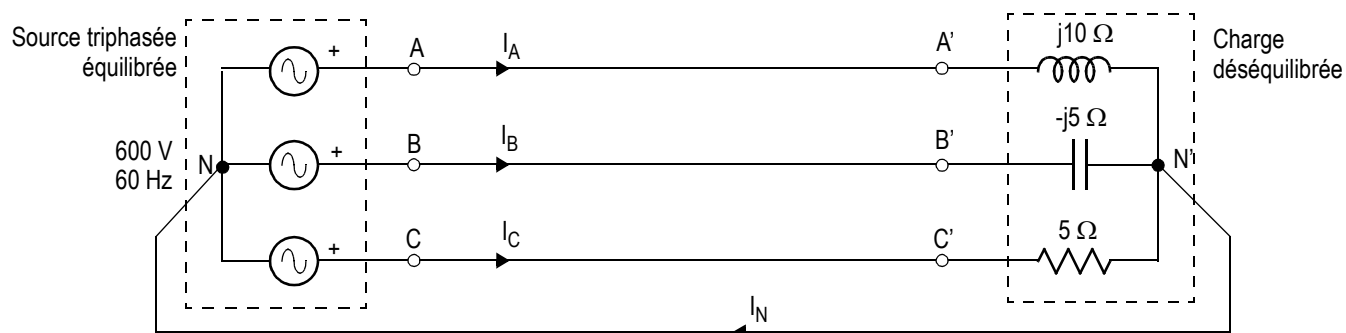 Source triphasée
équilibrée
600 V
60 Hz
N
+
A
I_A
A'
j10 Ω
Charge
déséquilibrée
+
B
I_B
B'
-j5 Ω
N'
+
C
I_C
C'
5 Ω
I_N